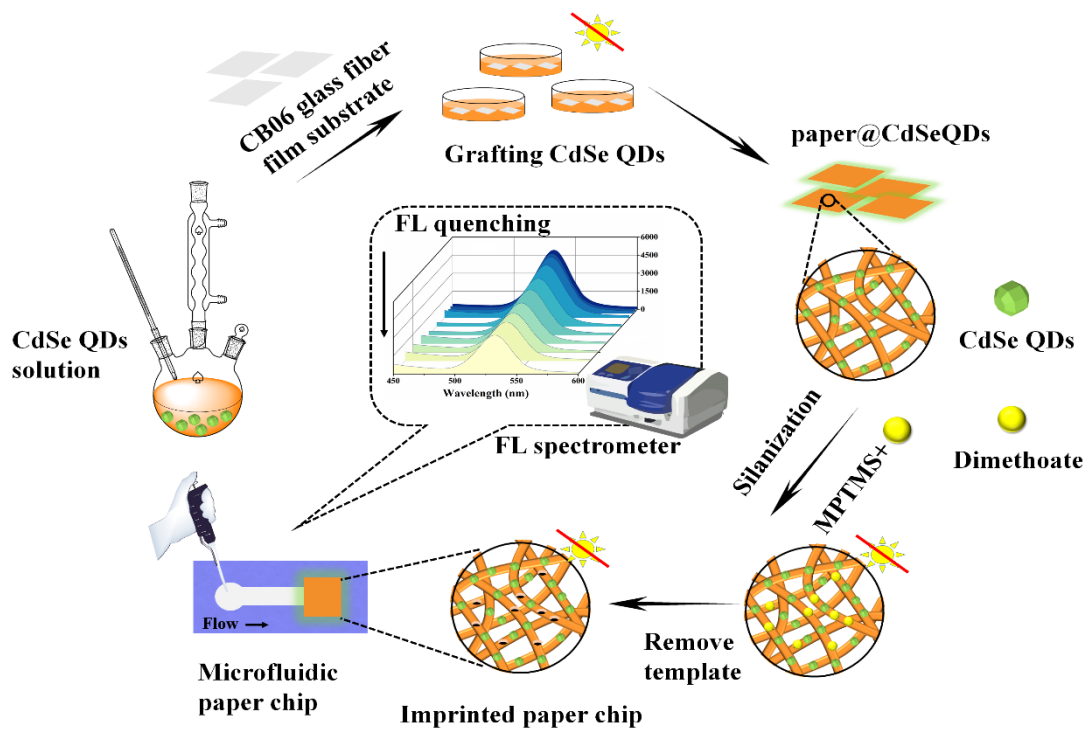 CB06 glass fiber
film substrate
Grafting CdSe QDs
paper@CdSeQDs
CdSe QDs
solution
FL quenching
6000
4500
3000
1500
0
450
500
550
600
Wavelength (nm)
FL spectrometer
CdSe QDs
Dimethoate
Silanization
MPTMS+
Remove
template
Imprinted paper chip
Flow
Microfluidic
paper chip